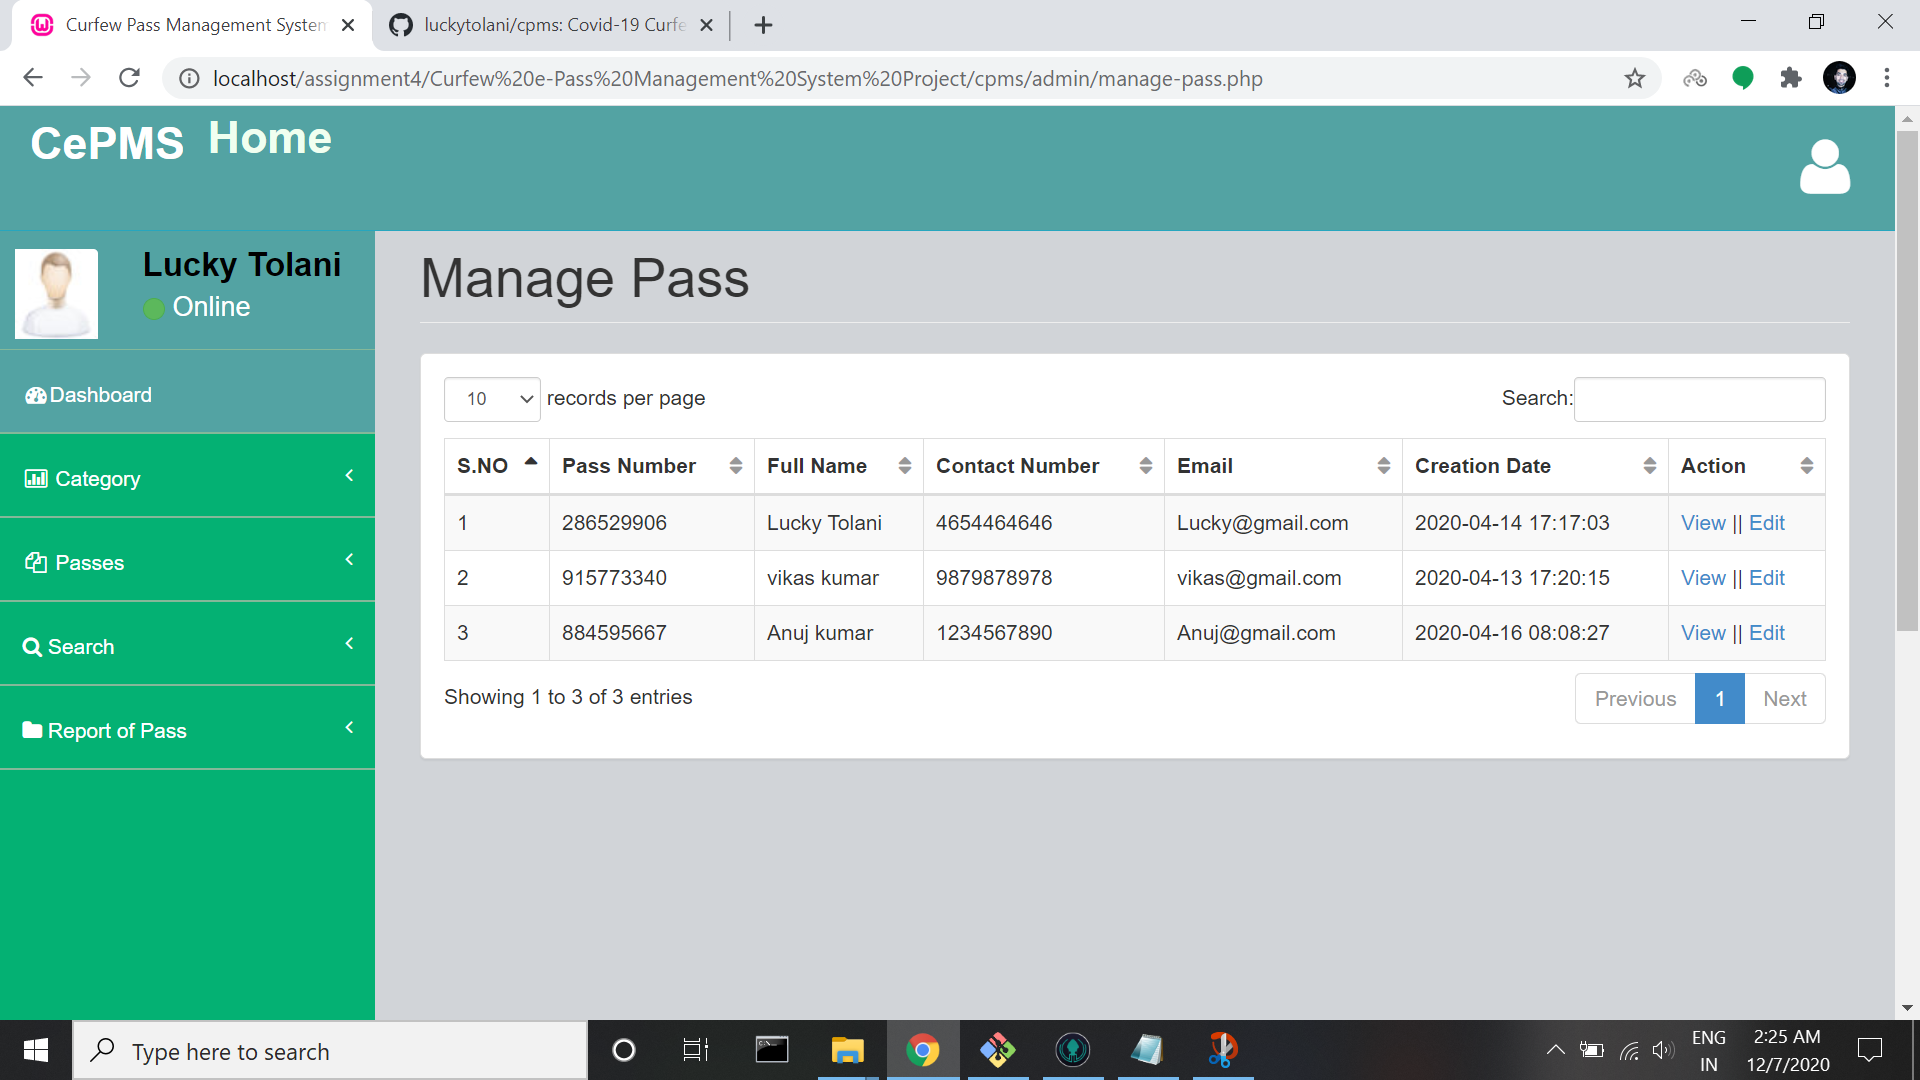 Curfew Pass Management System
luckytolani/cpms: Covid-19 Curfe
localhost/assignment4/Curfew%20e-Pass%20Management%20System%20Project/cpms/admin/manage-pass.php
CePMS Home
Lucky Tolani
Online
Dashboard
Category
Passes
Search
Report of Pass
Manage Pass
10 records per page
Search:
S.NO Pass Number Full Name Contact Number Email Creation Date Action
1 286529906 Lucky Tolani 4654464646 Lucky@gmail.com 2020-04-14 17:17:03 View || Edit
2 915773340 vikas kumar 9879878978 vikas@gmail.com 2020-04-13 17:20:15 View || Edit
3 884595667 Anuj kumar 1234567890 Anuj@gmail.com 2020-04-16 08:08:27 View || Edit
Showing 1 to 3 of 3 entries
Previous 1 Next
Type here to search
ENG
IN
2:25 AM
12/7/2020